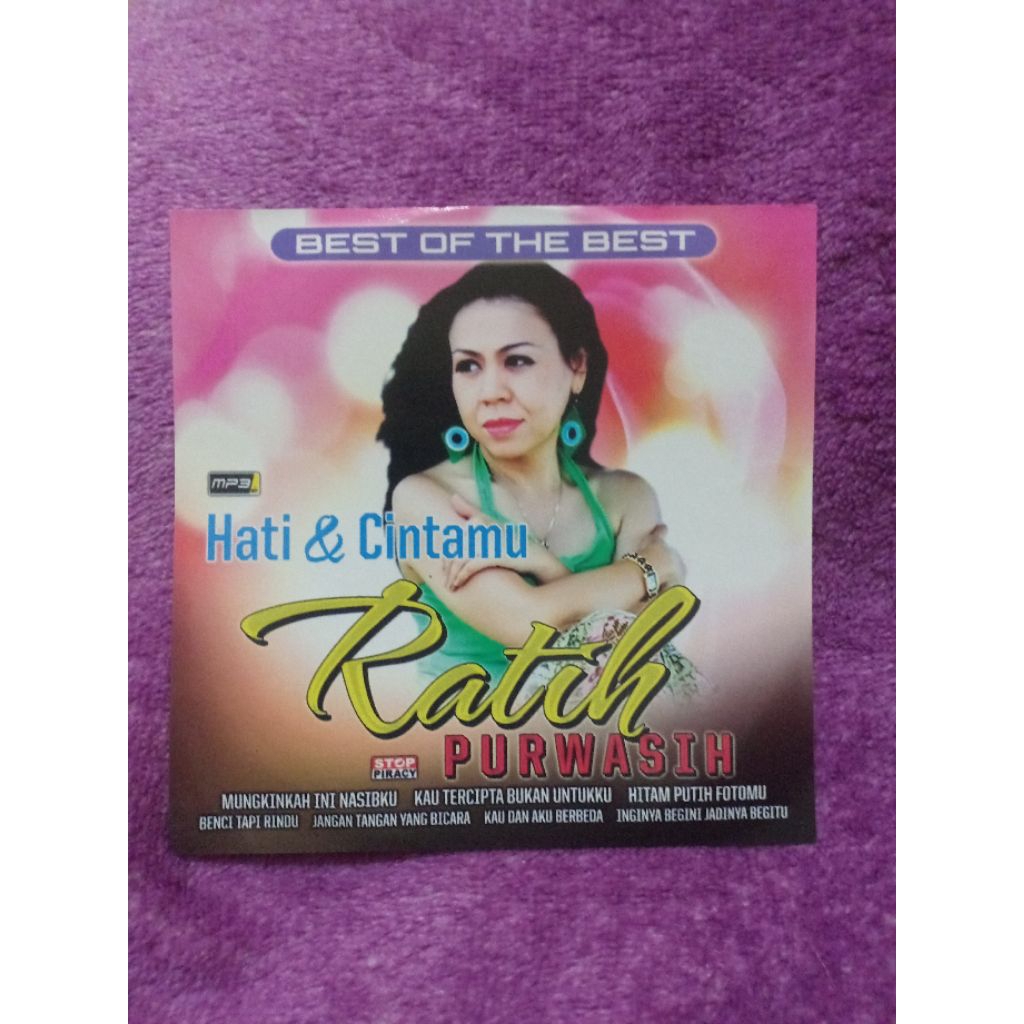 BEST OF THE BEST
MP3
Hati & Cintamu
Ratih
PURWASIH
STOP
PIRACY
MUNGKINKAH INI NASIBKU KAU TERCIPTA BUKAN UNTUKKU HITAM PUTIH FOTOMU
BENCI TAPI RINDU JANGAN TANGAN YANG BICARA KAU DAN AKU BERBEDA INGINYA BEGINI JADINYA BEGITU